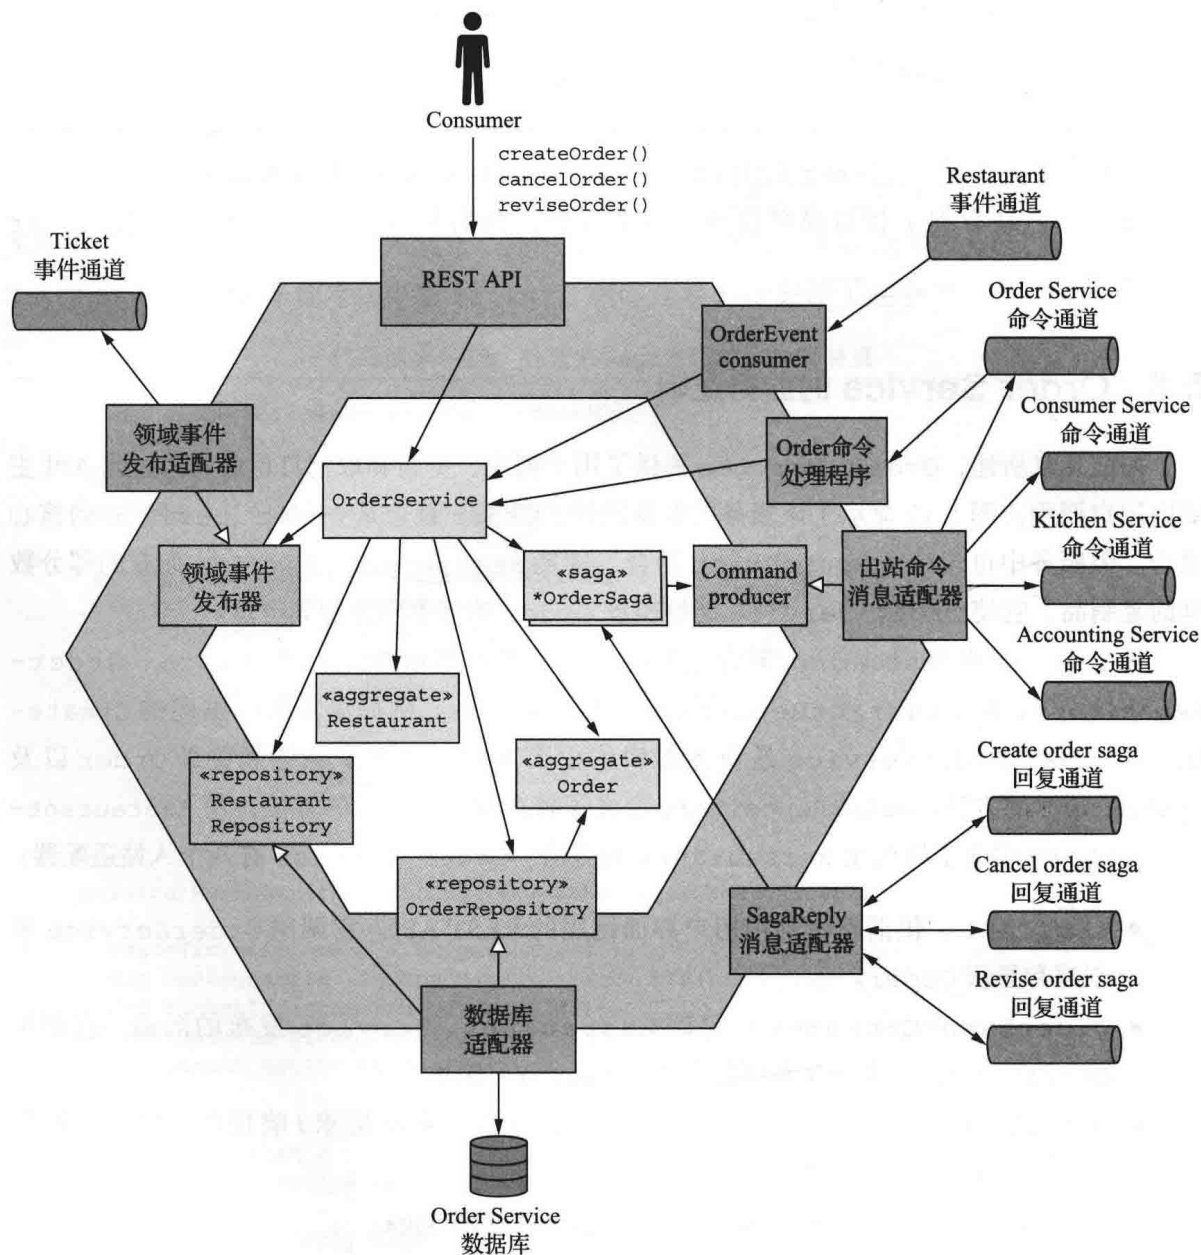 Consumer
createOrder()
cancelOrder()
reviseOrder()
Restaurant
事件通道
Ticket
事件通道
REST API
Order Service
命令通道
OrderEvent
consumer
Consumer Service
命令通道
领域事件
发布适配器
Order命令
处理程序
OrderService
Kitchen Service
命令通道
领域事件
发布器
«saga»
*OrderSaga
Command
producer
出站命令
消息适配器
Accounting Service
命令通道
«aggregate»
Restaurant
«aggregate»
Order
Create order saga
回复通道
«repository»
Restaurant
Repository
Cancel order saga
回复通道
«repository»
OrderRepository
SagaReply
消息适配器
Revise order saga
回复通道
数据库
适配器
Order Service
数据库